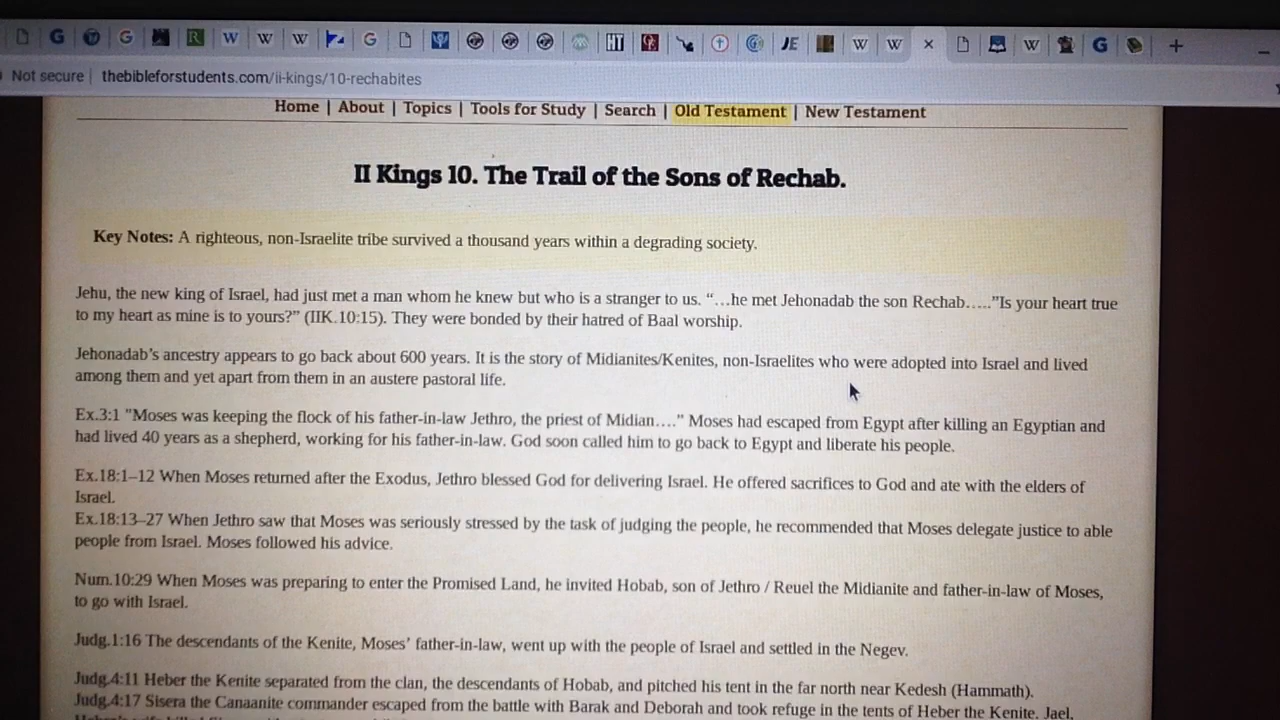 Not secure | thebibleforstudents.com/ii-kings/10-rechabites
Home | About | Topics | Tools for Study | Search | Old Testament | New Testament
II Kings 10. The Trail of the Sons of Rechab.
Key Notes: A righteous, non-Israelite tribe survived a thousand years within a degrading society.
Jehu, the new king of Israel, had just met a man whom he knew but who is a stranger to us. “…he met Jehonadab the son Rechab…..”Is your heart true
to my heart as mine is to yours?” (IIK.10:15). They were bonded by their hatred of Baal worship.
Jehonadab’s ancestry appears to go back about 600 years. It is the story of Midianites/Kenites, non-Israelites who were adopted into Israel and lived
among them and yet apart from them in an austere pastoral life.
Ex.3:1 "Moses was keeping the flock of his father-in-law Jethro, the priest of Midian…." Moses had escaped from Egypt after killing an Egyptian and
had lived 40 years as a shepherd, working for his father-in-law. God soon called him to go back to Egypt and liberate his people.
Ex.18:1–12 When Moses returned after the Exodus, Jethro blessed God for delivering Israel. He offered sacrifices to God and ate with the elders of
Israel.
Ex.18:13–27 When Jethro saw that Moses was seriously stressed by the task of judging the people, he recommended that Moses delegate justice to able
people from Israel. Moses followed his advice.
Num.10:29 When Moses was preparing to enter the Promised Land, he invited Hobab, son of Jethro / Reuel the Midianite and father-in-law of Moses,
to go with Israel.
Judg.1:16 The descendants of the Kenite, Moses’ father-in-law, went up with the people of Israel and settled in the Negev.
Judg.4:11 Heber the Kenite separated from the clan, the descendants of Hobab, and pitched his tent in the far north near Kedesh (Hammath).
Judg.4:17 Sisera the Canaanite commander escaped from the battle with Barak and Deborah and took refuge in the tents of Heber the Kenite. Jael,